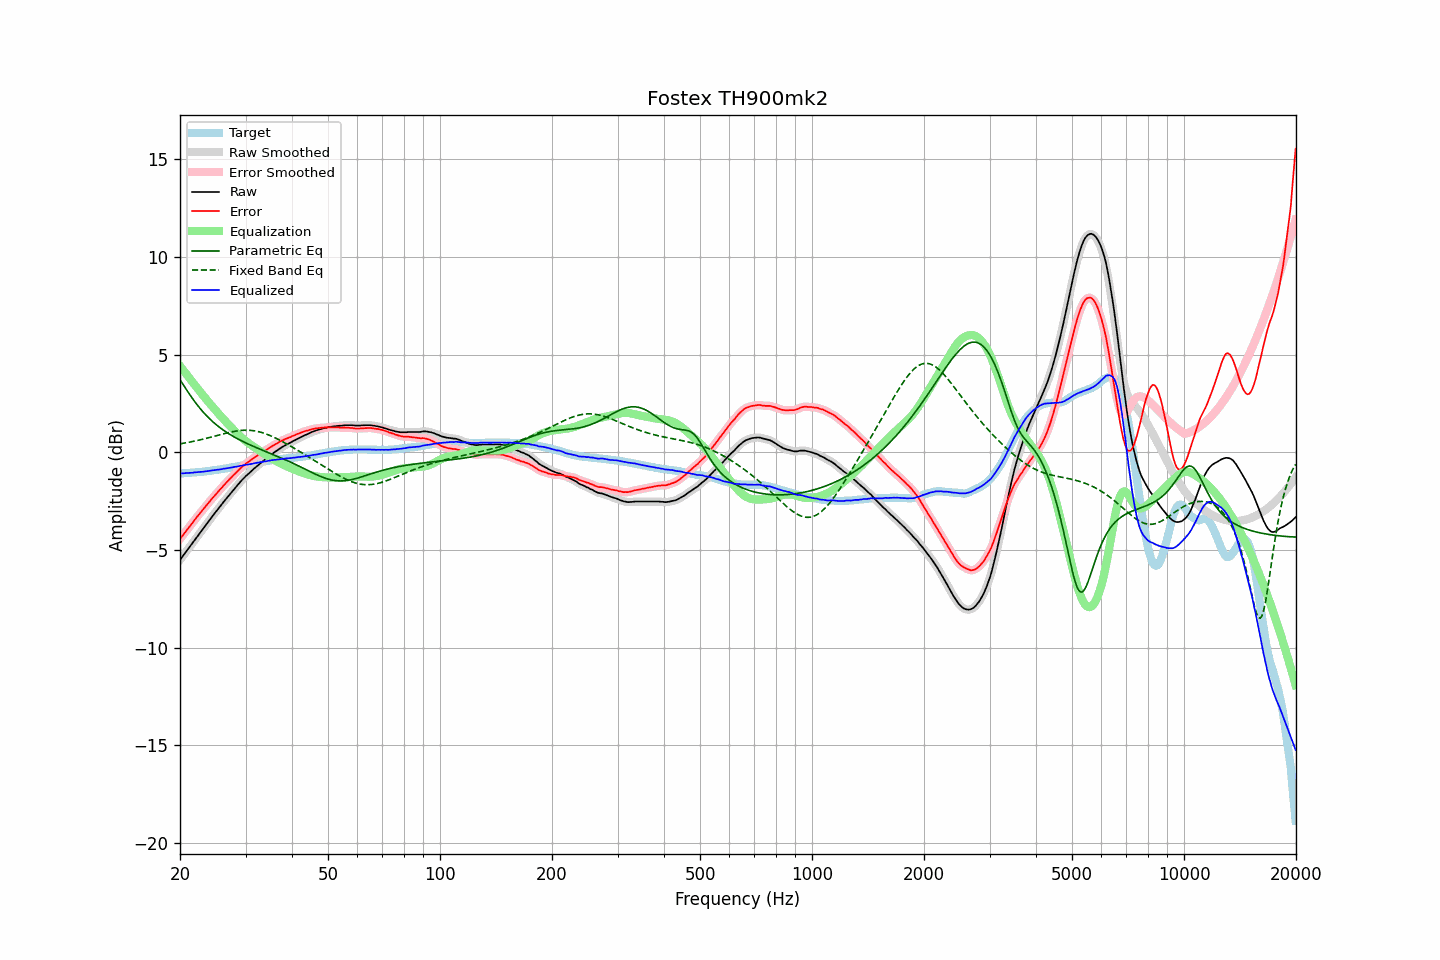 Fostex TH900mk2
Target
Raw Smoothed
Error Smoothed
Raw
Error
Equalization
Parametric Eq
Fixed Band Eq
Equalized
Amplitude (dBr)
15
10
5
0
−5
−10
−15
−20
20 50 100 200 500 1000 2000 5000 10000 20000
Frequency (Hz)